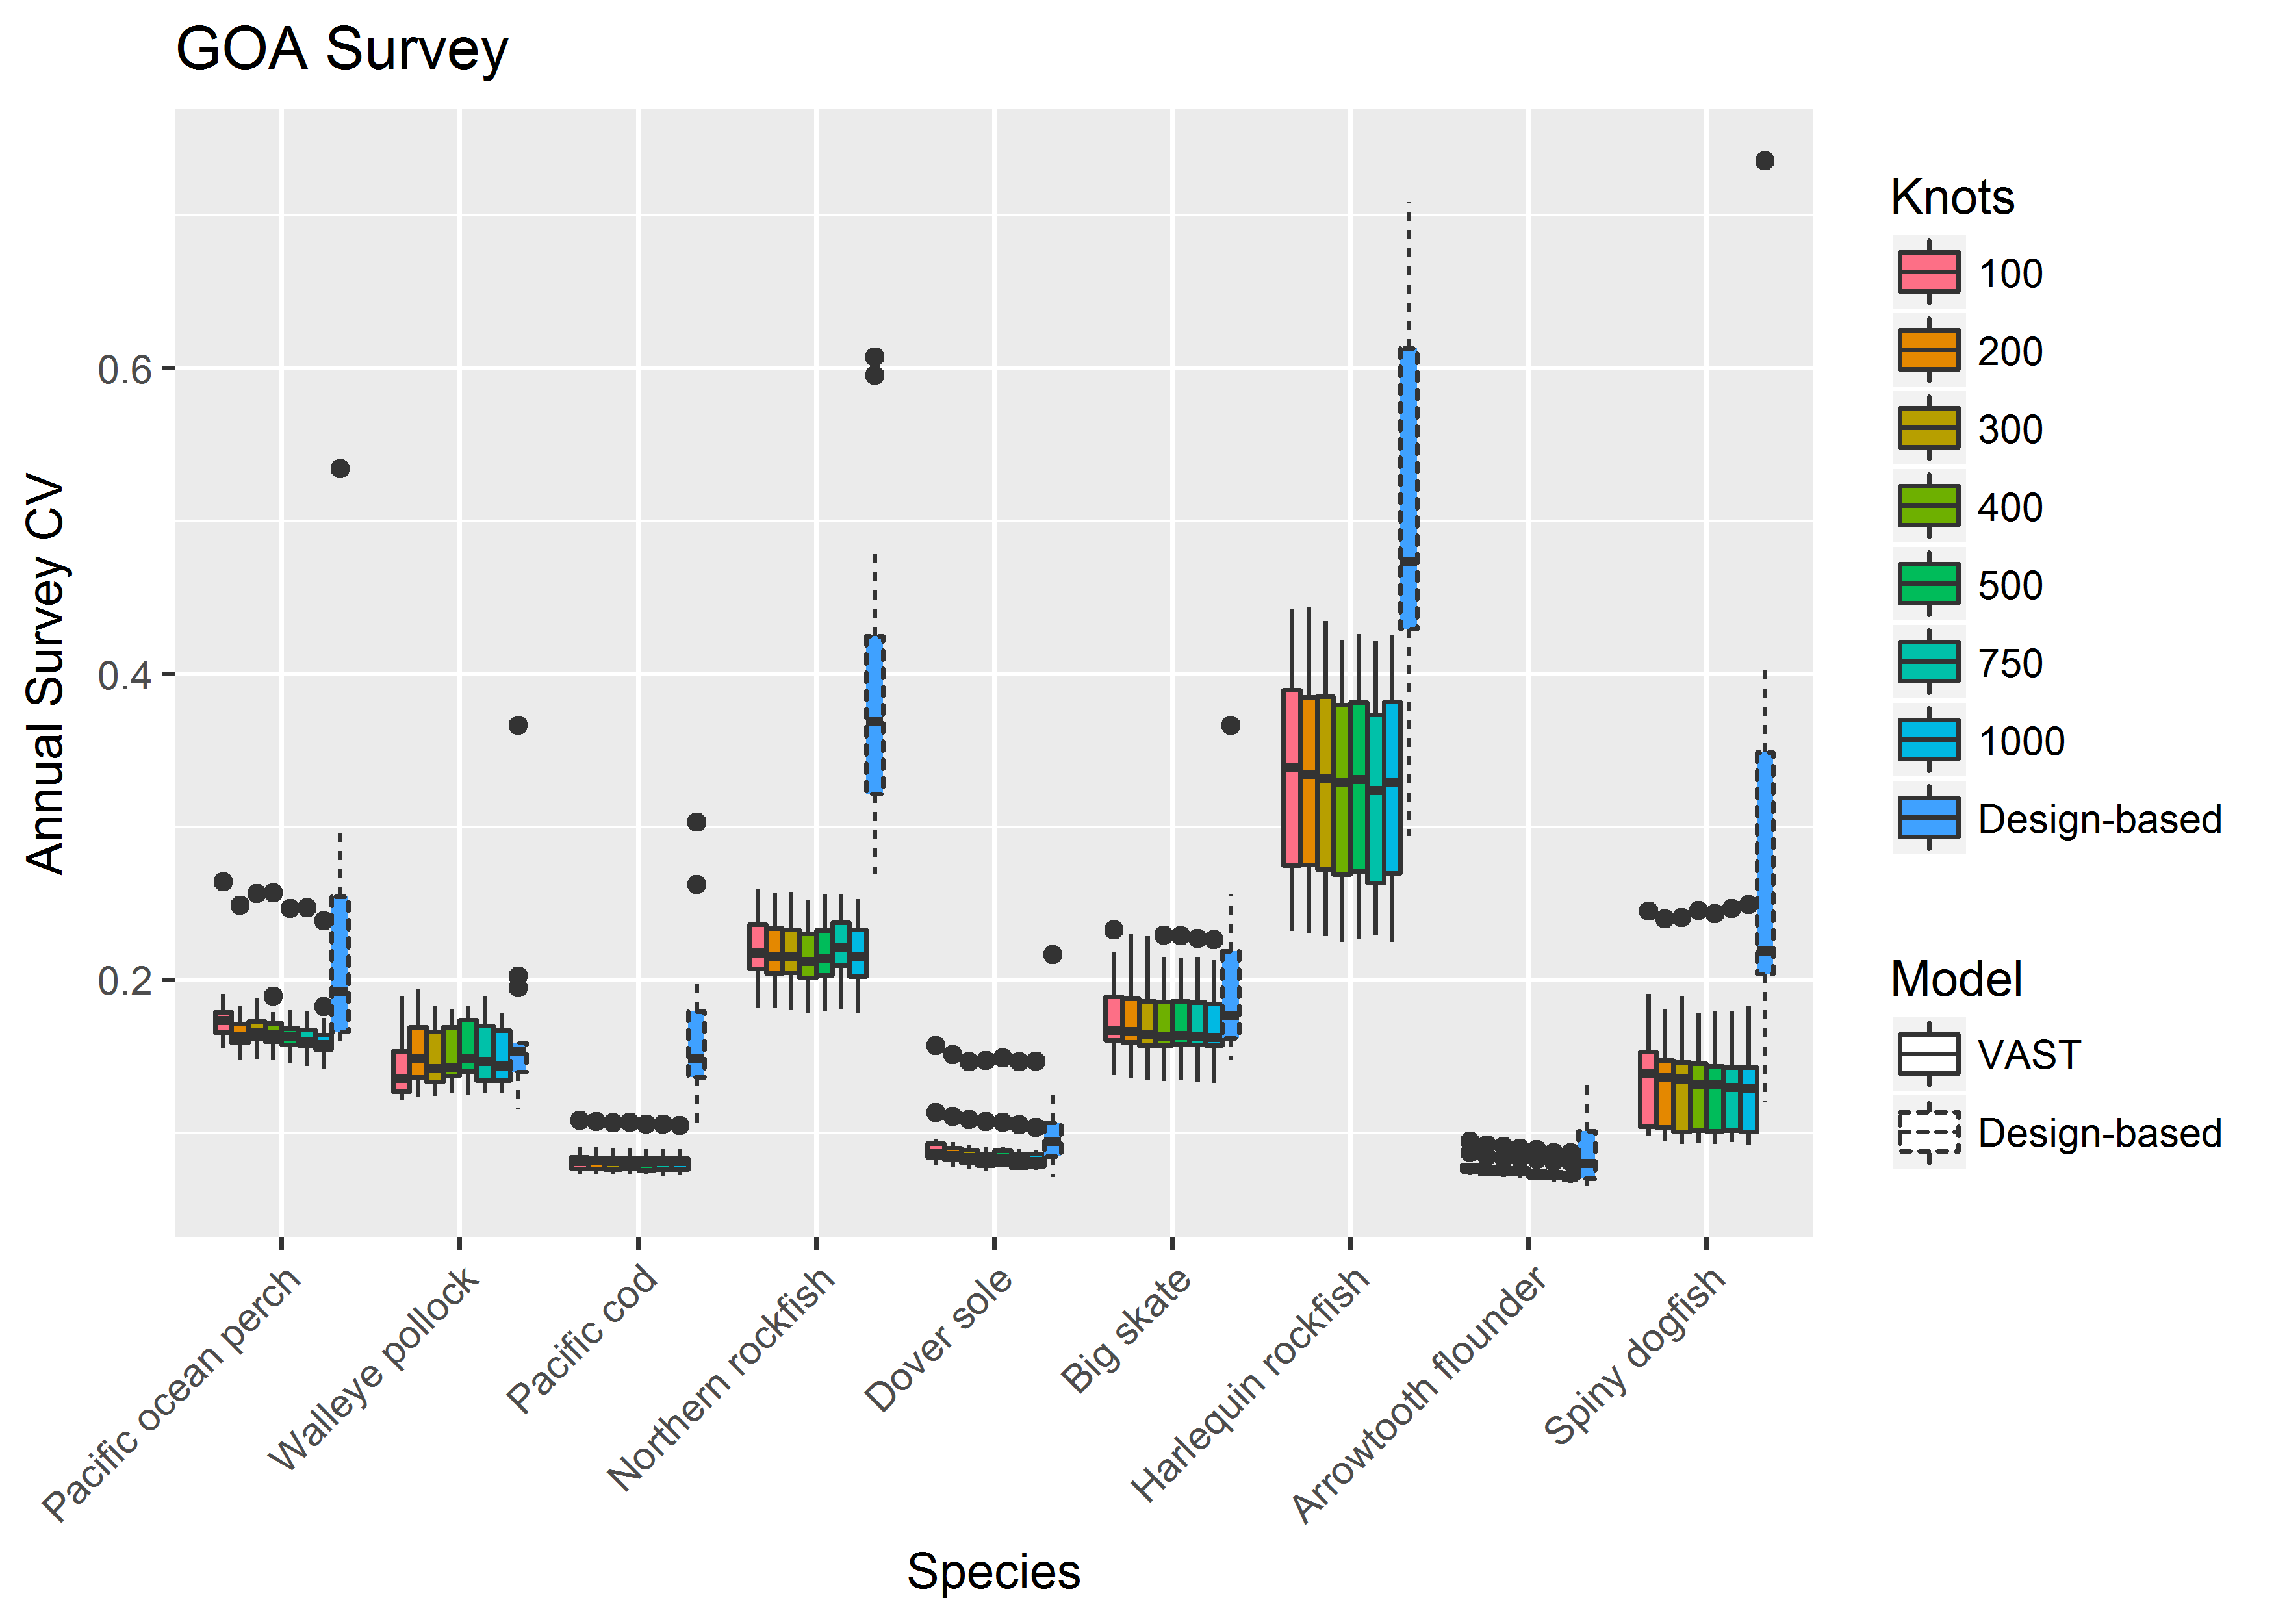 GOA Survey
Annual Survey CV
0.6
0.4
0.2
Pacific ocean perch
Walleye pollock
Pacific cod
Northern rockfish
Dover sole
Big skate
Harlequin rockfish
Arrowtooth flounder
Spiny dogfish
Species
Knots
100
200
300
400
500
750
1000
Design-based
Model
VAST
Design-based